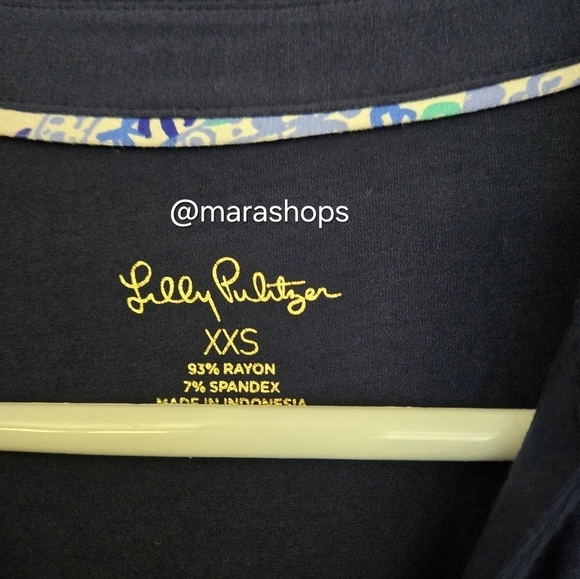 @marashops
Lilly Pulitzer
XXS
93% RAYON
7% SPANDEX
MADE IN INDONESIA